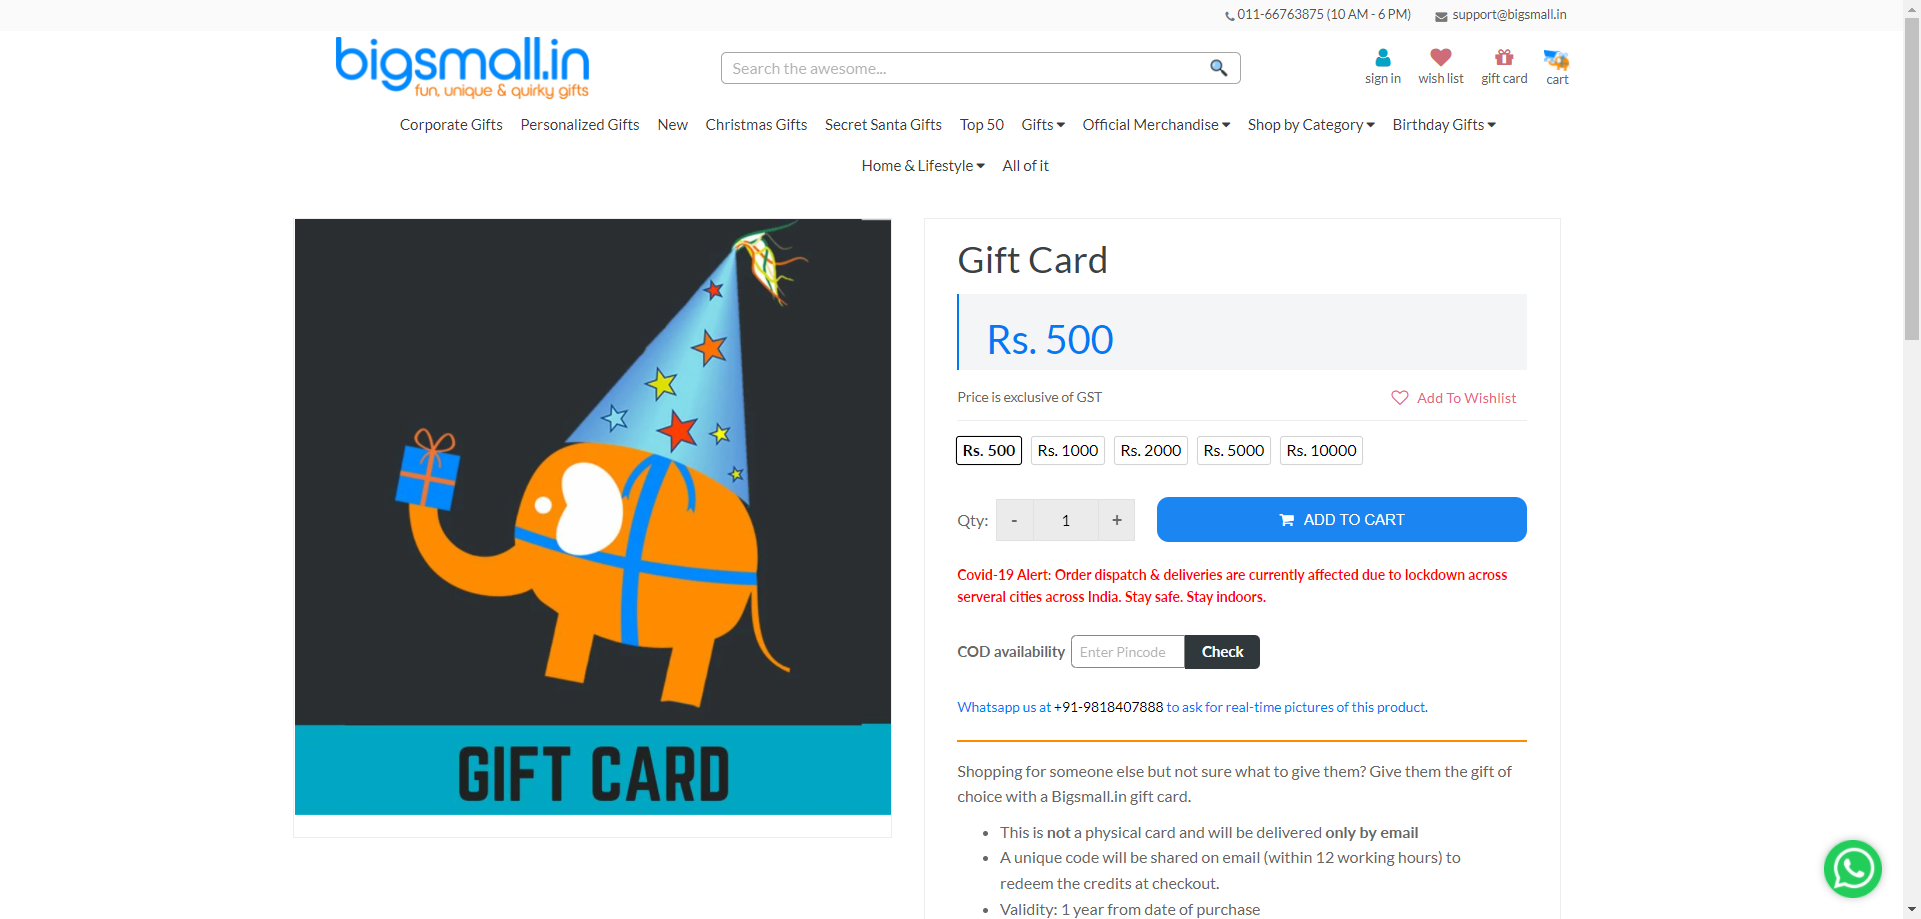 011-66763875 (10 AM - 6 PM) support@bigsmall.in
bigsmall.in
fun, unique & quirky gifts
Search the awesome...
sign in wish list gift card cart
Corporate Gifts Personalized Gifts New Christmas Gifts Secret Santa Gifts Top 50 Gifts Official Merchandise Shop by Category Birthday Gifts
Home & Lifestyle All of it
GIFT CARD
Gift Card
Rs. 500
Price is exclusive of GST Add To Wishlist
Rs. 500 Rs. 1000 Rs. 2000 Rs. 5000 Rs. 10000
Qty: - 1 + ADD TO CART
Covid-19 Alert: Order dispatch & deliveries are currently affected due to lockdown across
serveral cities across India. Stay safe. Stay indoors.
COD availability Enter Pincode Check
Whatsapp us at +91-9818407888 to ask for real-time pictures of this product.
Shopping for someone else but not sure what to give them? Give them the gift of
choice with a Bigsmall.in gift card.
• This is not a physical card and will be delivered only by email
• A unique code will be shared on email (within 12 working hours) to
redeem the credits at checkout.
• Validity: 1 year from date of purchase